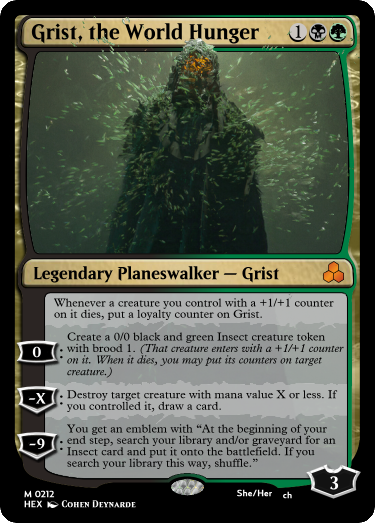 Grist, the World Hunger 1
Legendary Planeswalker — Grist
Whenever a creature you control with a +1/+1 counter
on it dies, put a loyalty counter on Grist.
0 : Create a 0/0 black and green Insect creature token
with brood 1. (That creature enters with a +1/+1 counter
on it. When it dies, you may put its counters on target
creature.)
-X : Destroy target creature with mana value X or less. If
you controlled it, draw a card.
-9 : You get an emblem with “At the beginning of your
end step, search your library and/or graveyard for an
Insect card and put it onto the battlefield. If you
search your library this way, shuffle.”
3
M 0212
HEX Cohen Deynarde
She/Her ch